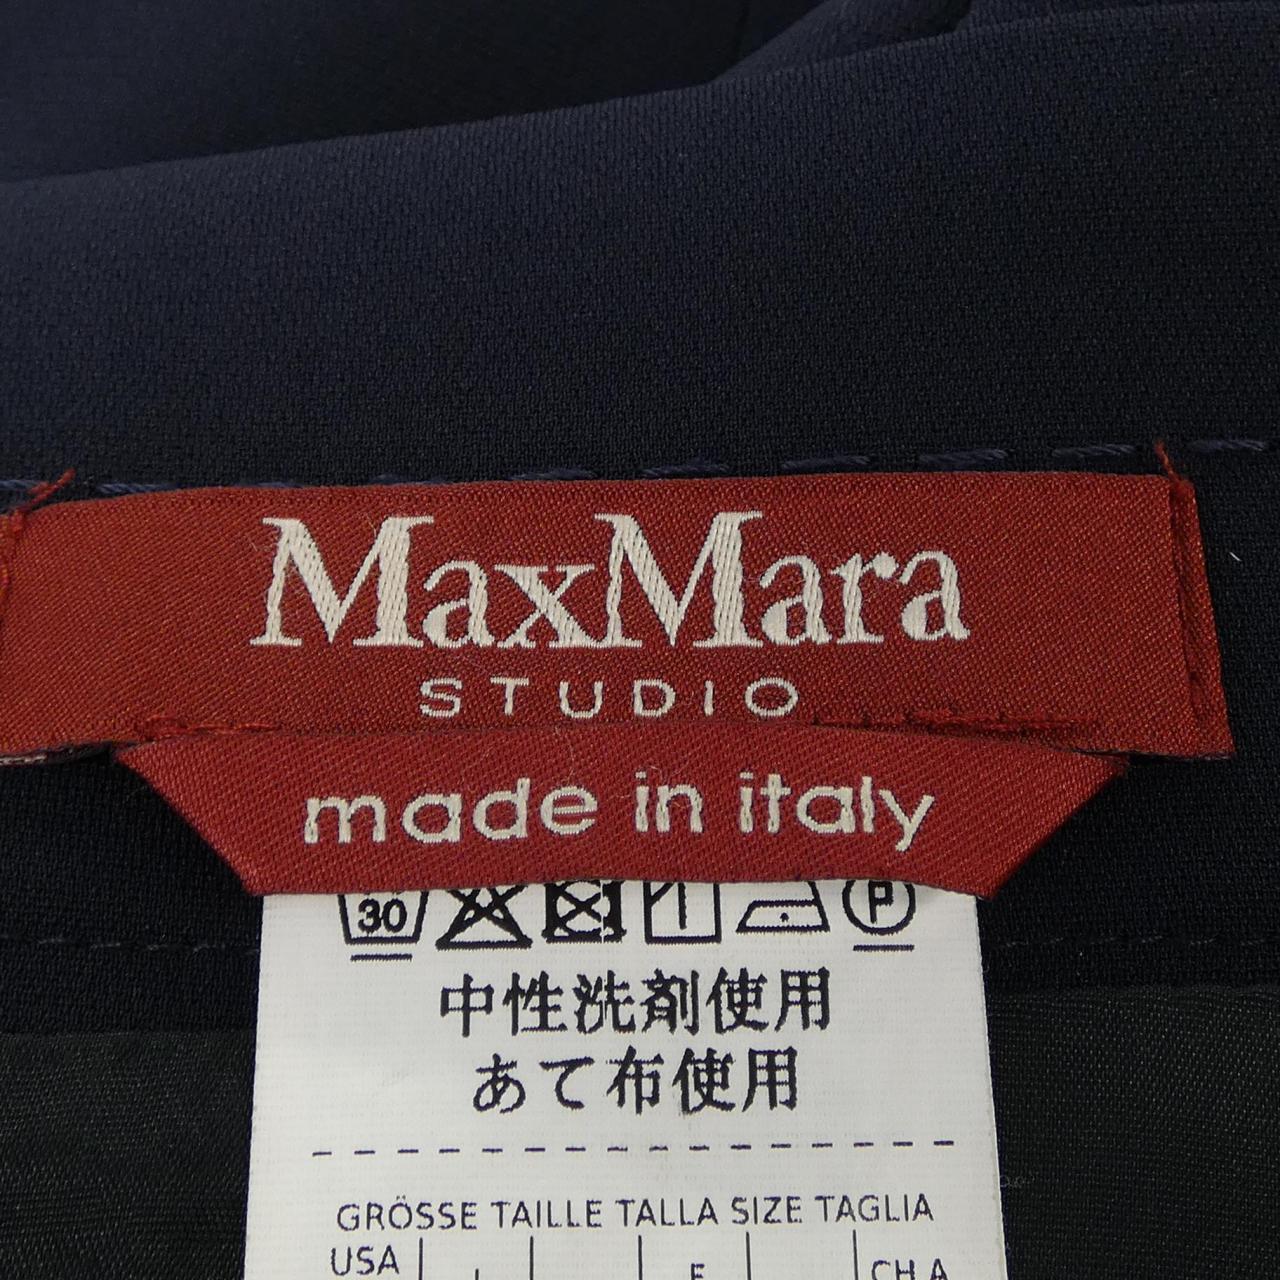 MaxMara
STUDIO
made in italy
30 P
中性洗剤使用
あて布使用
GRÖSSE TAILLE TALLA SIZE TAGLIA
USA